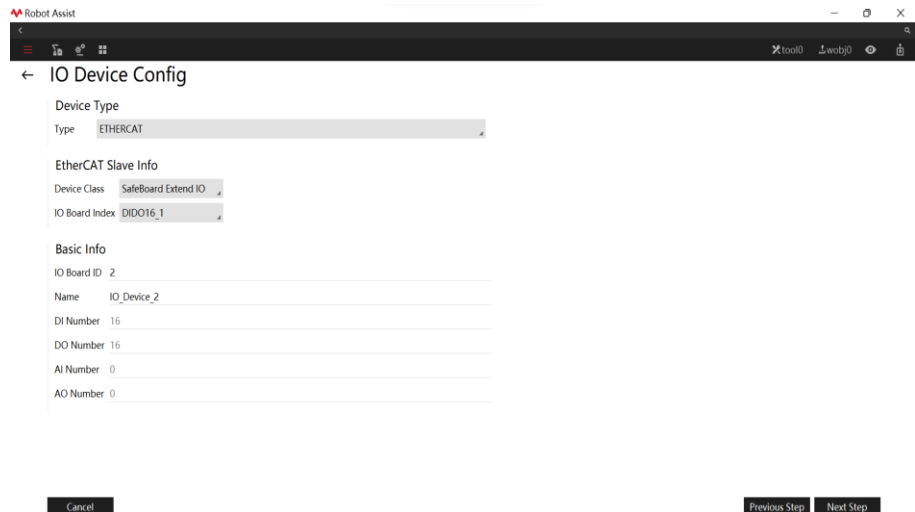 Robot Assist
tool0 wobj0
IO Device Config
Device Type
Type ETHERCAT
EtherCAT Slave Info
Device Class SafeBoard Extend IO
IO Board Index DIDO16_1
Basic Info
IO Board ID 2
Name IO_Device_2
DI Number 16
DO Number 16
AI Number 0
AO Number 0
Cancel Previous Step Next Step